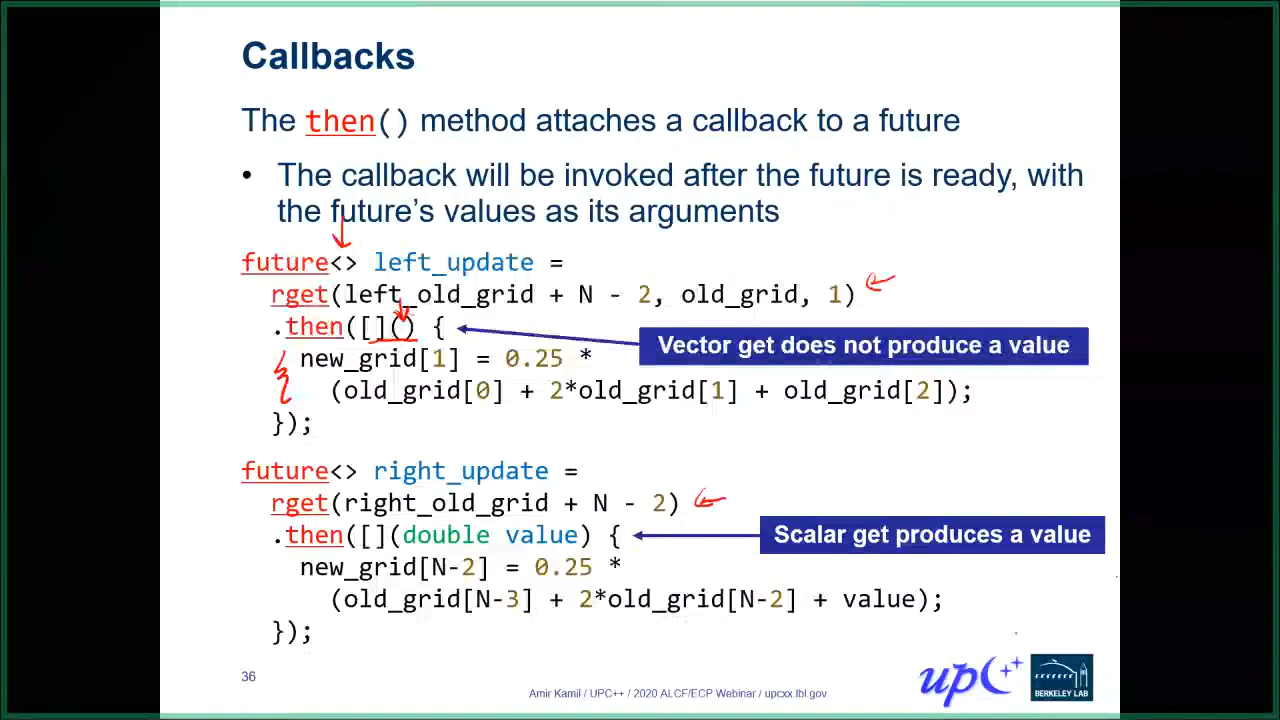 Callbacks
The then() method attaches a callback to a future
• The callback will be invoked after the future is ready, with
the future's values as its arguments
future<> left_update =
rget(left_old_grid + N - 2, old_grid, 1)
.then([]() {
Vector get does not produce a value
new_grid[1] = 0.25 *
(old_grid[0] + 2*old_grid[1] + old_grid[2]);
});
future<> right_update =
rget(right_old_grid + N - 2)
.then([](double value) {
Scalar get produces a value
new_grid[N-2] = 0.25 *
(old_grid[N-3] + 2*old_grid[N-2] + value);
});
36
Amir Kamil / UPC++ / 2020 ALCF/ECP Webinar / upcxx.lbl.gov
upC++
BERKELEY LAB